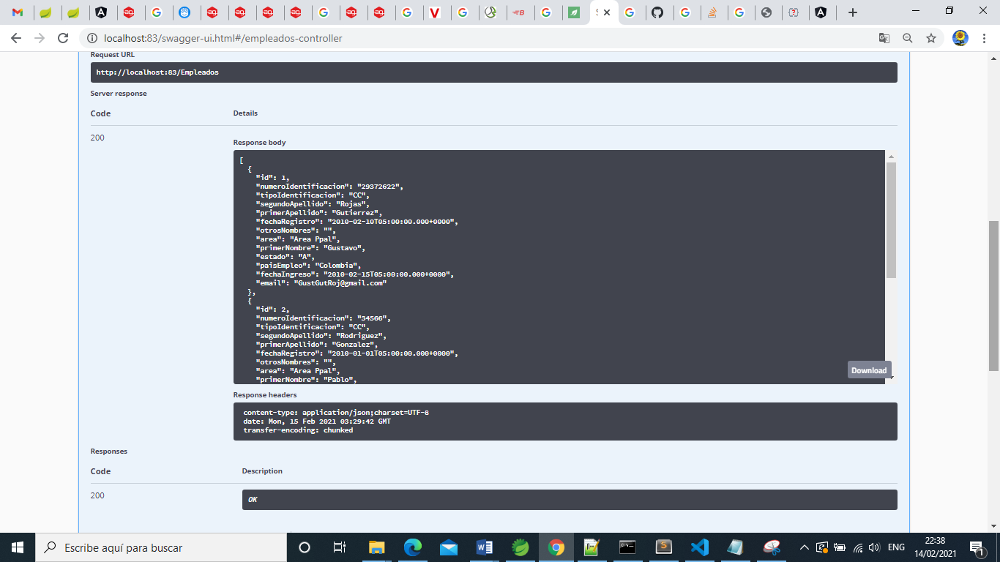 localhost:83/swagger-ui.html#/empleados-controller
Request URL
http://localhost:83/Empleados
Server response
Code Details
200
Response body
[
{
"id": 1,
"numeroIdentificacion": "29372622",
"tipoIdentificacion": "CC",
"segundoApellido": "Rojas",
"primerApellido": "Gutierrez",
"fechaRegistro": "2010-02-10T05:00:00.000+0000",
"otrosNombres": "",
"area": "Area Ppal",
"primerNombre": "Gustavo",
"estado": "A",
"paisEmpleo": "Colombia",
"fechaIngreso": "2010-02-15T05:00:00.000+0000",
"email": "GustGutRoj@gmail.com"
},
{
"id": 2,
"numeroIdentificacion": "34566",
"tipoIdentificacion": "CC",
"segundoApellido": "Rodriguez",
"primerApellido": "Gonzalez",
"fechaRegistro": "2010-01-01T05:00:00.000+0000",
"otrosNombres": "",
"area": "Area Ppal",
"primerNombre": "Pablo",
Download
Response headers
content-type: application/json;charset=UTF-8
date: Mon, 15 Feb 2021 03:29:42 GMT
transfer-encoding: chunked
Responses
Code Description
200
OK
Escribe aquí para buscar
ENG
22:38
14/02/2021
1